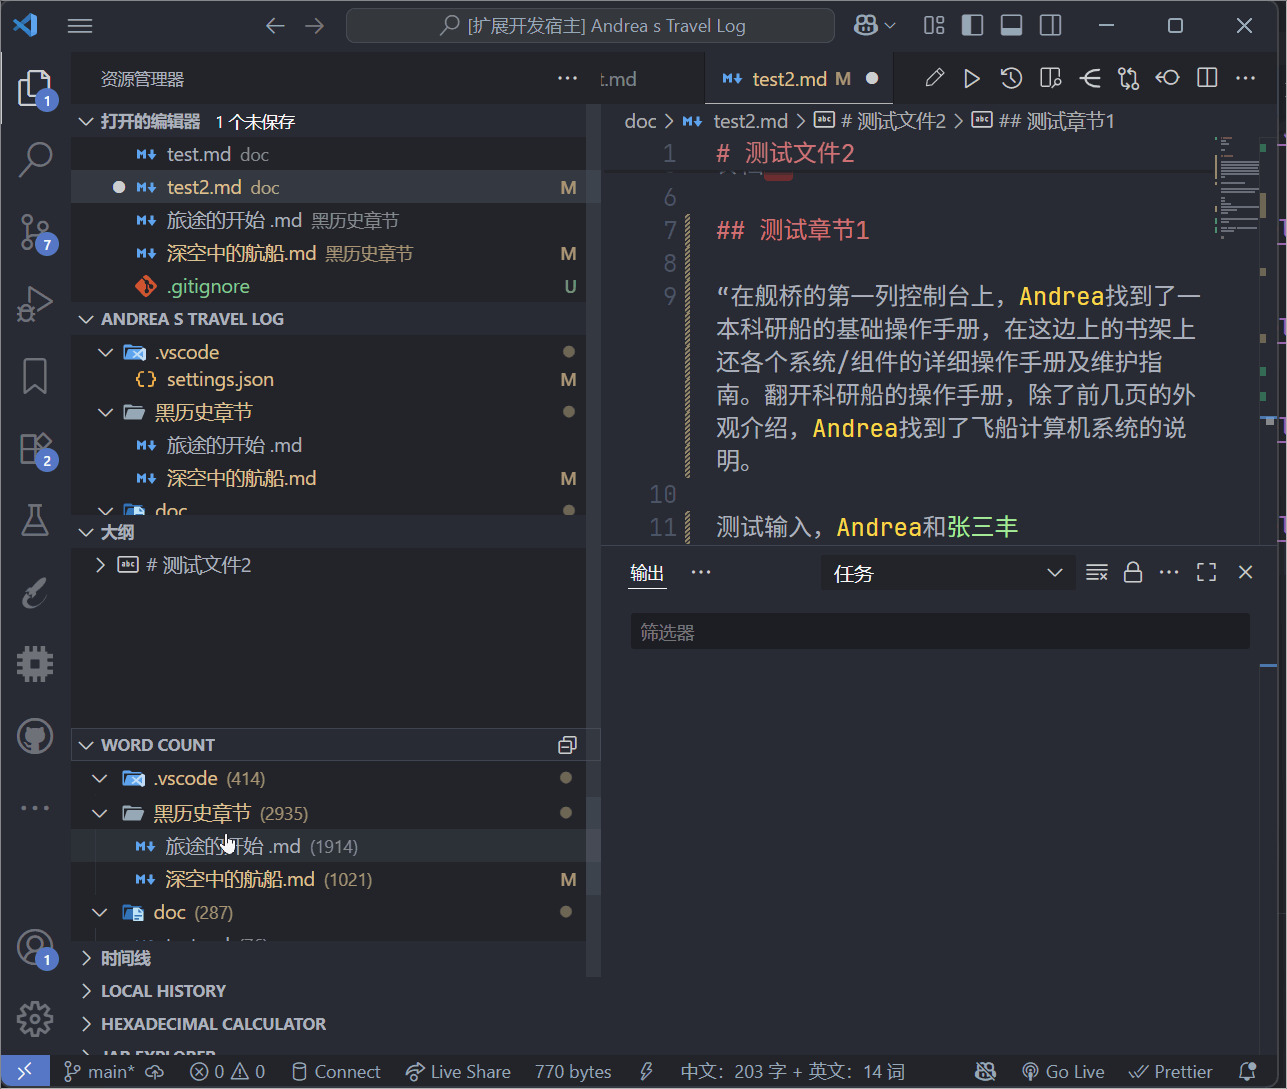 [扩展开发宿主] Andrea s Travel Log
资源管理器
t.md
test2.md M
打开的编辑器 1 个未保存
test.md doc
test2.md doc M
旅途的开始 .md 黑历史章节
深空中的航船.md 黑历史章节 M
.gitignore U
ANDREA S TRAVEL LOG
.vscode
settings.json M
黑历史章节
旅途的开始 .md
深空中的航船.md M
doc
大纲
# 测试文件2
WORD COUNT
.vscode (414)
黑历史章节 (2935)
旅途的开始 .md (1914)
深空中的航船.md (1021) M
doc (287)
时间线
LOCAL HISTORY
HEXADECIMAL CALCULATOR
JAR EXPLORER
1
7
2
1
doc > test2.md > # 测试文件2 > ## 测试章节1
1 # 测试文件2
6
7 ## 测试章节1
8
9 “在舰桥的第一列控制台上，Andrea找到了一
本科研船的基础操作手册，在这边上的书架上
还各个系统/组件的详细操作手册及维护指
南。翻开科研船的操作手册，除了前几页的外
观介绍，Andrea找到了飞船计算机系统的说
明。
10
11 测试输入，Andrea和张三丰
输出
任务
筛选器
main* 0 0 Connect Live Share 770 bytes 中文：203 字 + 英文：14 词 Go Live Prettier